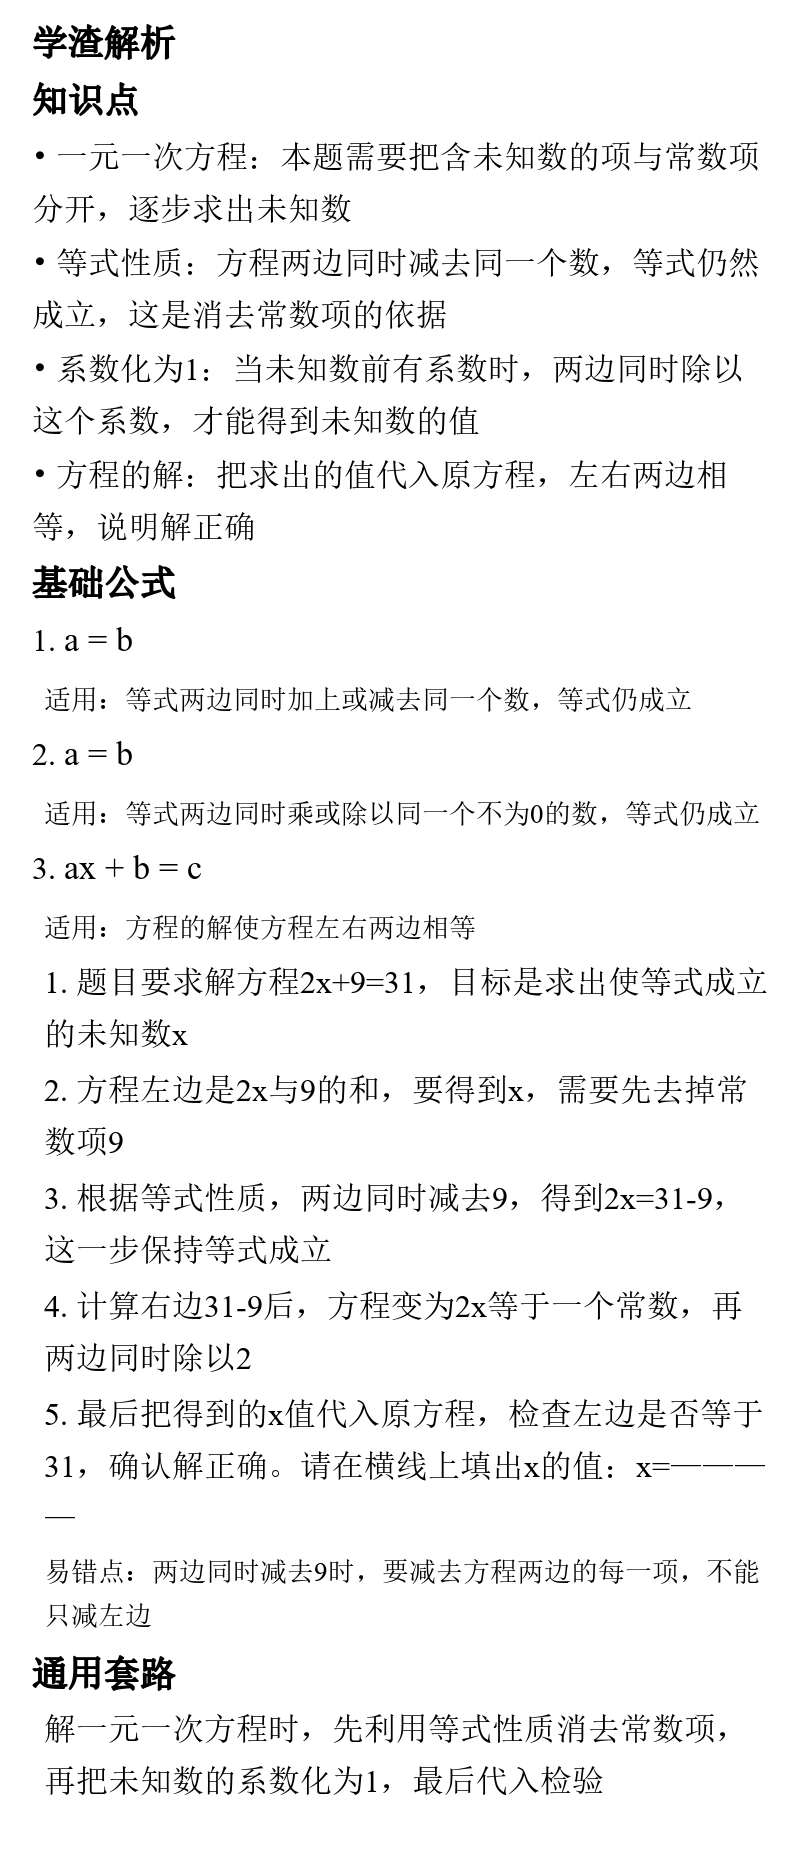 学渣解析
知识点
• 一元一次方程：本题需要把含未知数的项与常数项
分开，逐步求出未知数
• 等式性质：方程两边同时减去同一个数，等式仍然
成立，这是消去常数项的依据
• 系数化为1：当未知数前有系数时，两边同时除以
这个系数，才能得到未知数的值
• 方程的解：把求出的值代入原方程，左右两边相
等，说明解正确
基础公式
1. a = b
适用：等式两边同时加上或减去同一个数，等式仍成立
2. a = b
适用：等式两边同时乘或除以同一个不为0的数，等式仍成立
3. ax + b = c
适用：方程的解使方程左右两边相等
1. 题目要求解方程2x+9=31，目标是求出使等式成立
的未知数x
2. 方程左边是2x与9的和，要得到x，需要先去掉常
数项9
3. 根据等式性质，两边同时减去9，得到2x=31-9，
这一步保持等式成立
4. 计算右边31-9后，方程变为2x等于一个常数，再
两边同时除以2
5. 最后把得到的x值代入原方程，检查左边是否等于
31，确认解正确。请在横线上填出x的值：x=———
—
易错点：两边同时减去9时，要减去方程两边的每一项，不能
只减左边
通用套路
解一元一次方程时，先利用等式性质消去常数项，
再把未知数的系数化为1，最后代入检验